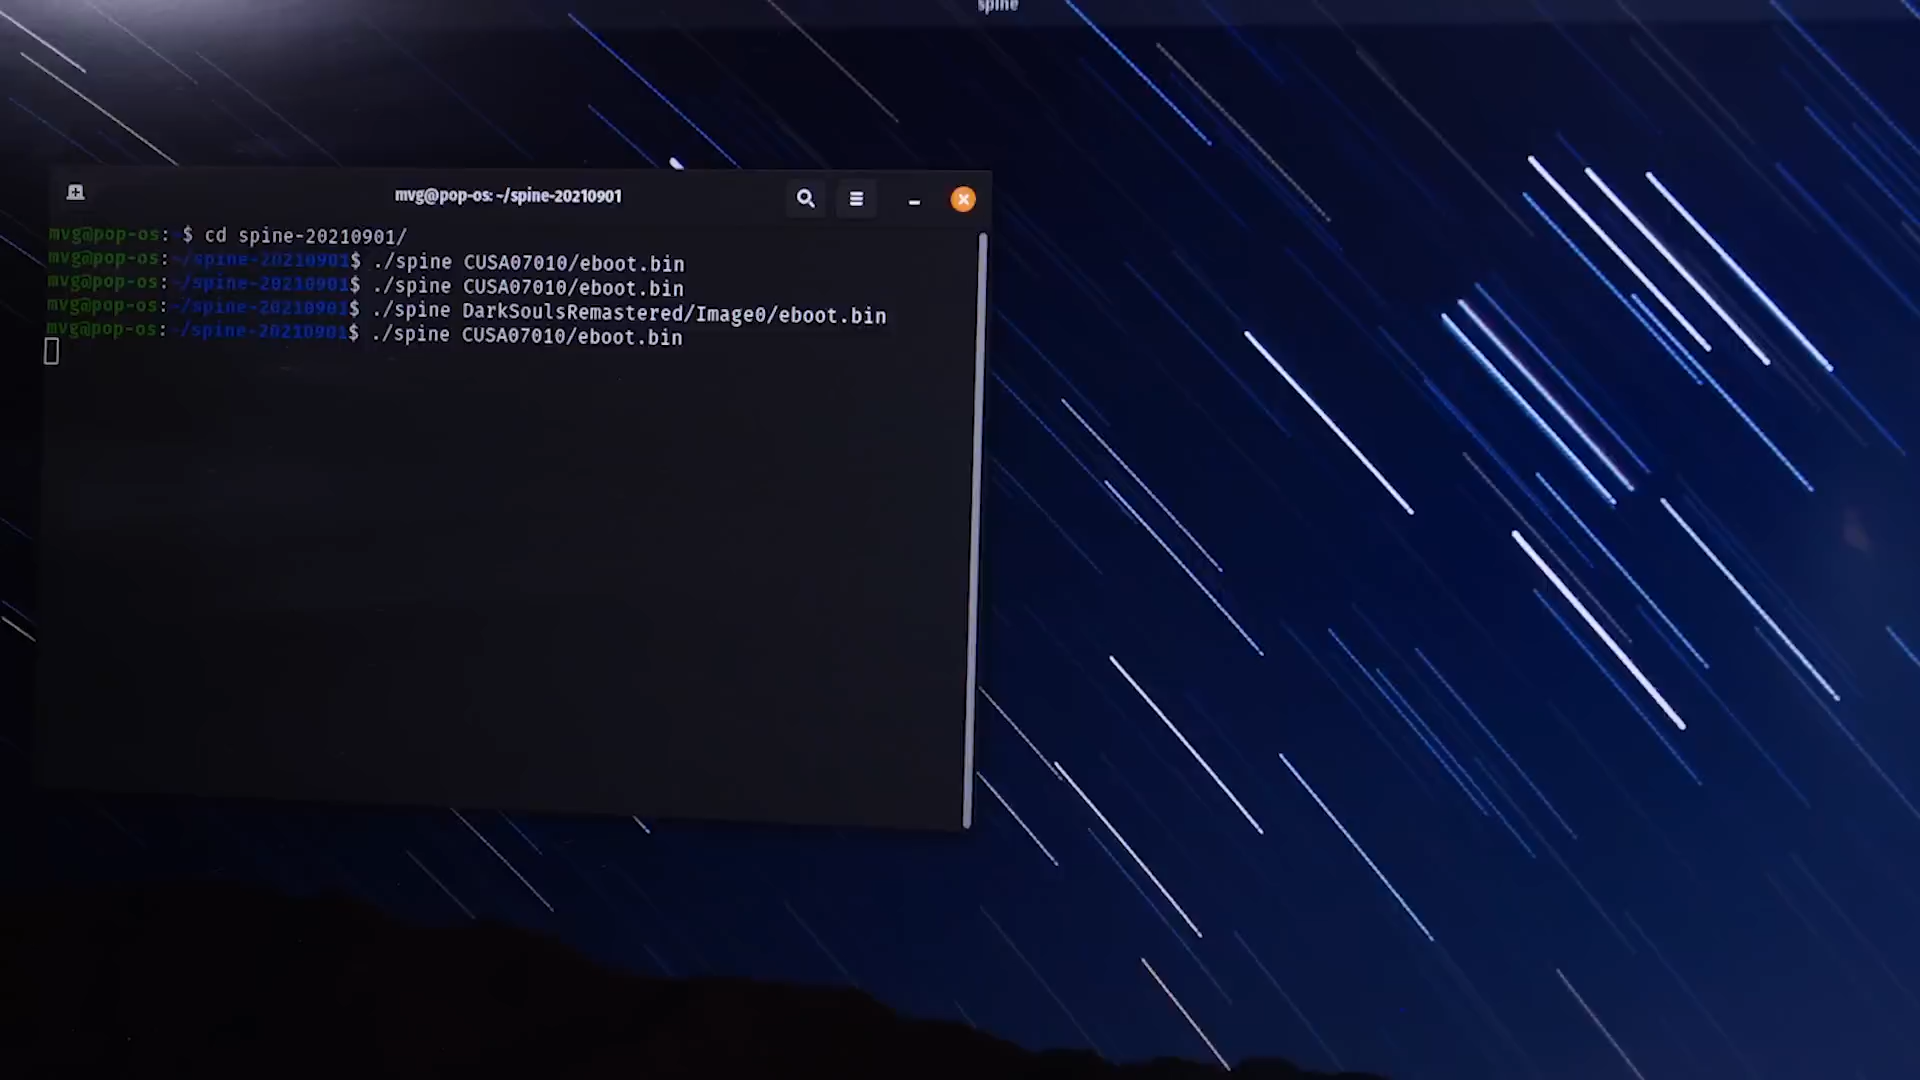 spine
mvg@pop-os: ~/spine-20210901
mvg@pop-os:~$ cd spine-20210901/
mvg@pop-os:~/spine-20210901$ ./spine CUSA07010/eboot.bin
mvg@pop-os:~/spine-20210901$ ./spine CUSA07010/eboot.bin
mvg@pop-os:~/spine-20210901$ ./spine DarkSoulsRemastered/Image0/eboot.bin
mvg@pop-os:~/spine-20210901$ ./spine CUSA07010/eboot.bin